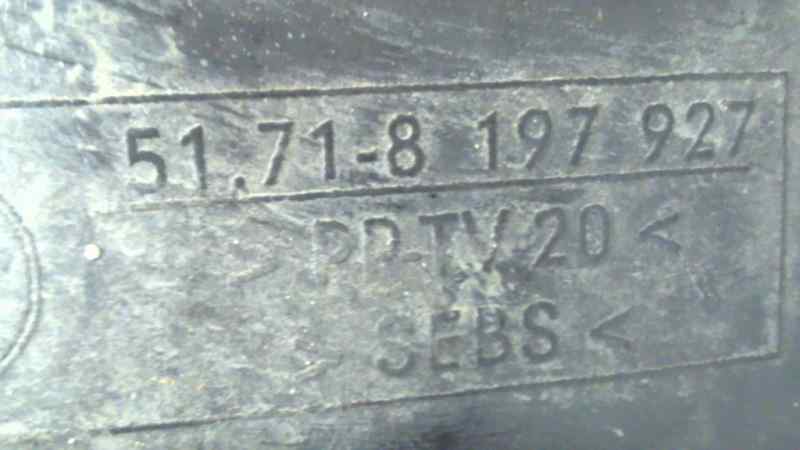 51.71-8 197 927
> PP-TV 20 <
> SEBS <